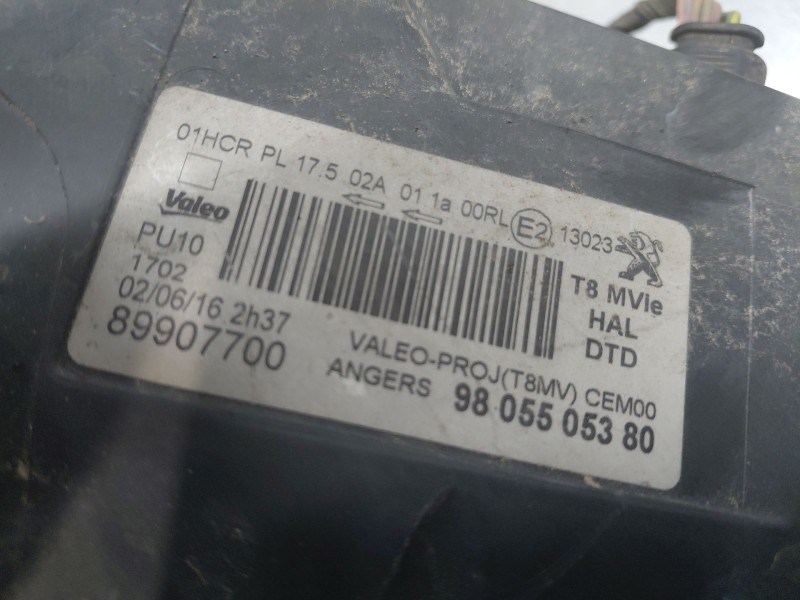 01HCR PL 17.5 02A 01 1a 00RL E2 13023
Valeo
PU10
1702
02/06/16 2h37
89907700
T8 MVIe
HAL
DTD
VALEO-PROJ(T8MV) CEM00
ANGERS 98 055 053 80